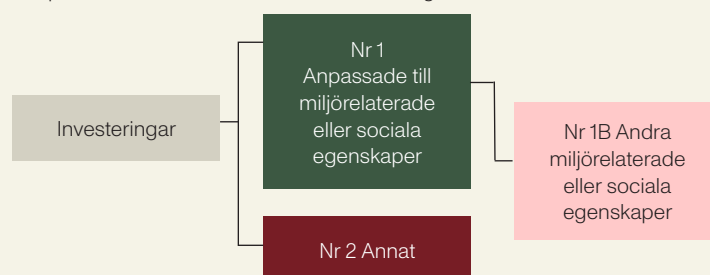 Nr 1
Anpassade till
miljörelaterade
eller sociala
egenskaper
Investeringar
Nr 1B Andra
miljörelaterade
eller sociala
egenskaper
Nr 2 Annat